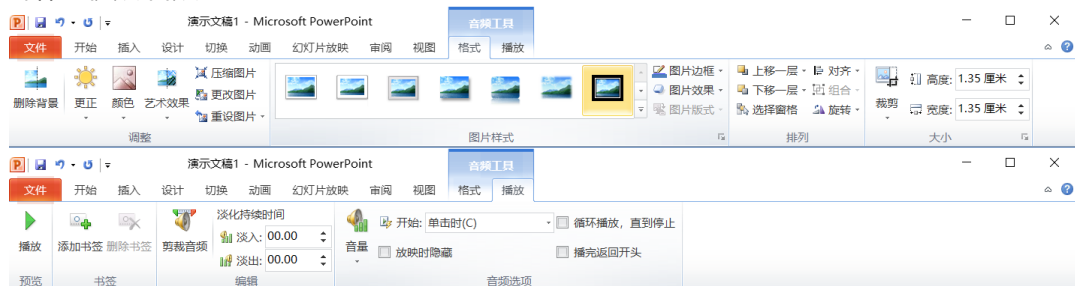 演示文稿1 - Microsoft PowerPoint 音频工具
文件 开始 插入 设计 切换 动画 幻灯片放映 审阅 视图 格式 播放
删除背景 更正 颜色 艺术效果 压缩图片 更改图片 重设图片 图片边框 图片效果 图片版式 上移一层 对齐 下移一层 组合 选择窗格 旋转 裁剪 高度: 1.35 厘米 宽度: 1.35 厘米
调整 图片样式 排列 大小
演示文稿1 - Microsoft PowerPoint 音频工具
文件 开始 插入 设计 切换 动画 幻灯片放映 审阅 视图 格式 播放
播放 添加书签 删除书签 剪裁音频 淡化持续时间 淡入: 00.00 淡出: 00.00 音量 开始: 单击时(C) 循环播放，直到停止 放映时隐藏 播完返回开头
预览 书签 编辑 音频选项